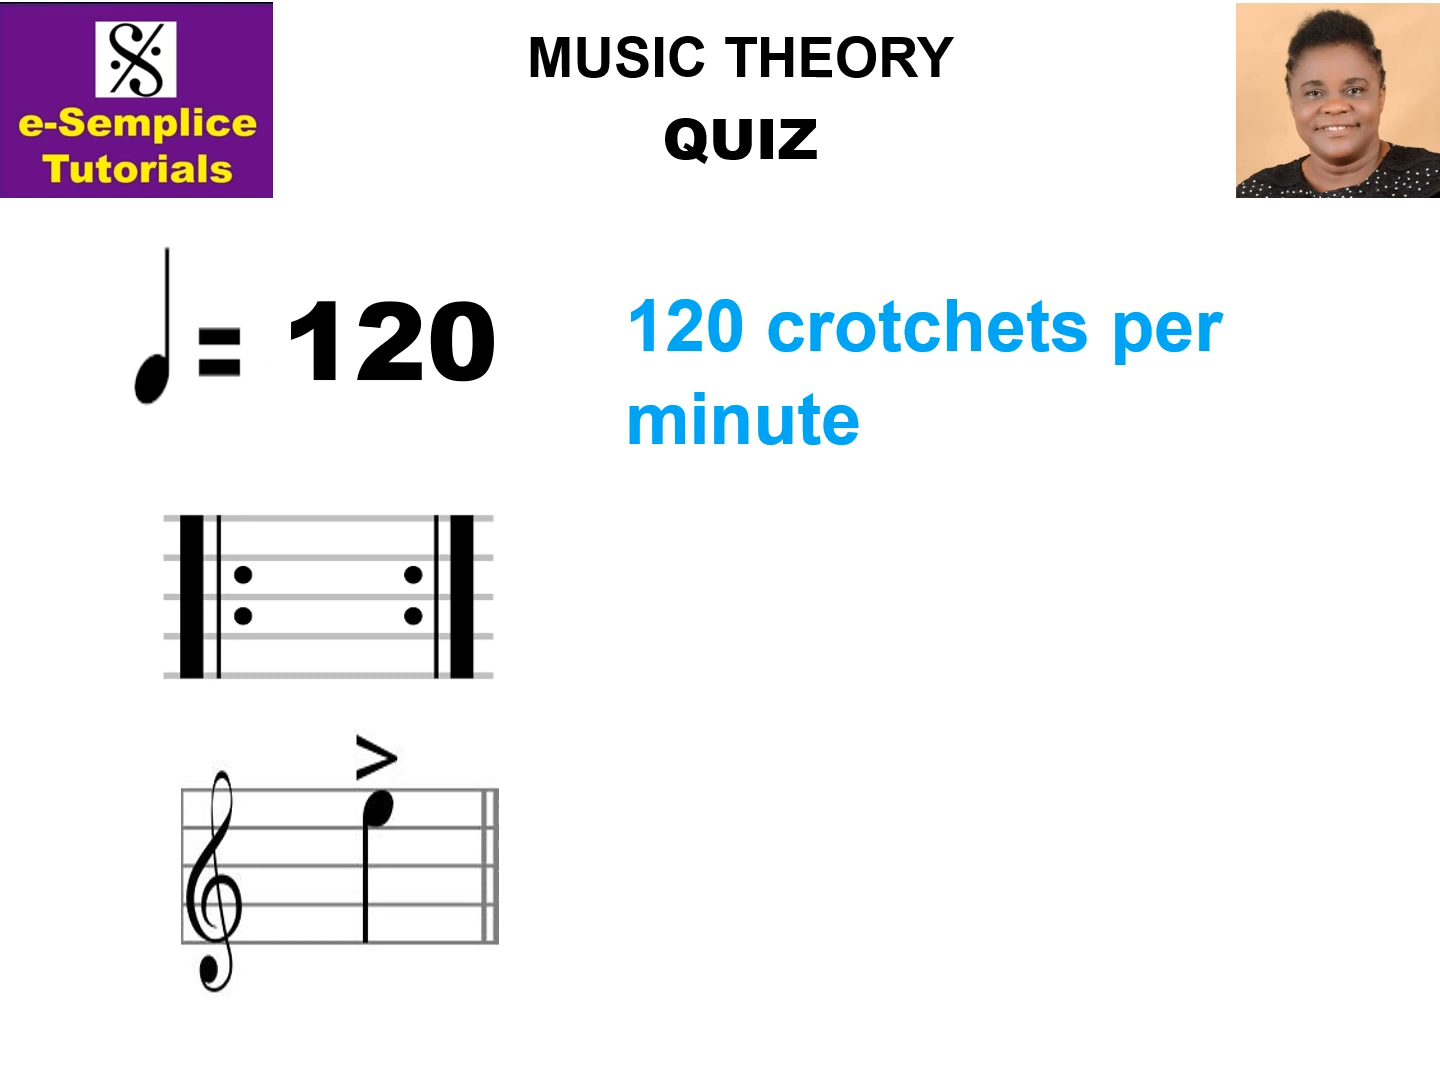 e-Semplice
Tutorials
MUSIC THEORY
QUIZ
= 120
120 crotchets per
minute